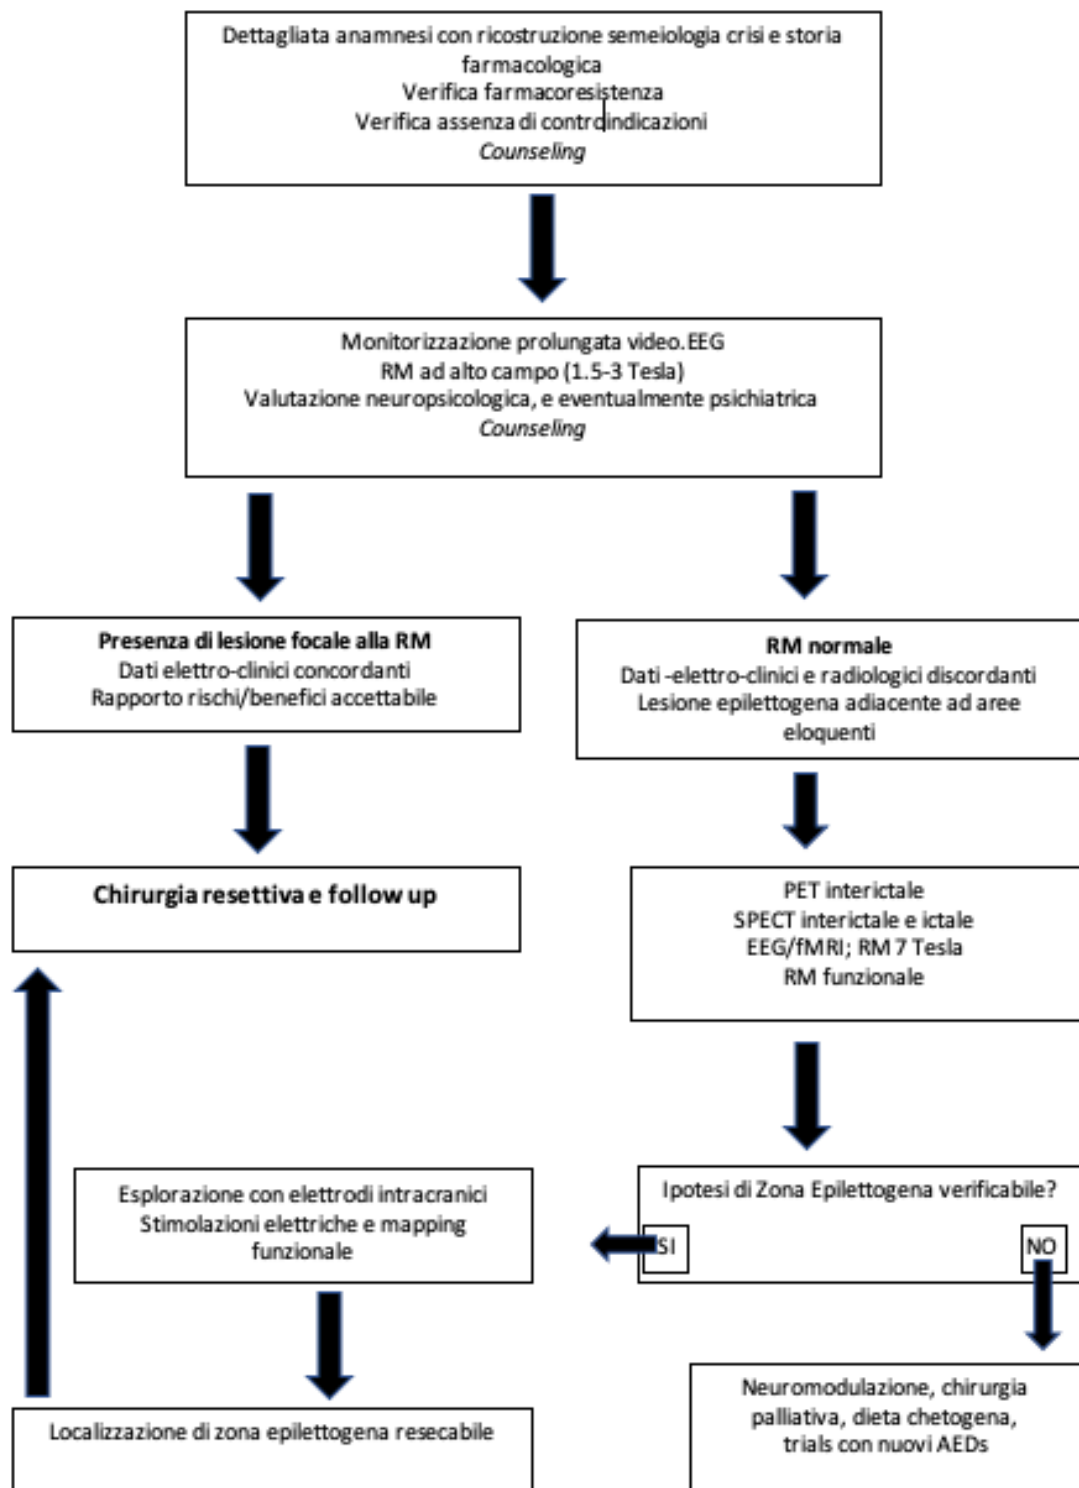 Dettagliata anamnesi con ricostruzione semeiologia crisi e storia
farmacologica
Verifica farmacoresistenza
Verifica assenza di controindicazioni
Counseling
Monitorizzazione prolungata video.EEG
RM ad alto campo (1.5-3 Tesla)
Valutazione neuropsicologica, e eventualmente psichiatrica
Counseling
Presenza di lesione focale alla RM
Dati elettro-clinici concordanti
Rapporto rischi/benefici accettabile
RM normale
Dati -elettro-clinici e radiologici discordanti
Lesione epilettogena adiacente ad aree
eloquenti
Chirurgia resettiva e follow up
PET interictale
SPECT interictale e ictale
EEG/fMRI; RM 7 Tesla
RM funzionale
Ipotesi di Zona Epilettogena verificabile?
SI
NO
Esplorazione con elettrodi intracranici
Stimolazioni elettriche e mapping
funzionale
Localizzazione di zona epilettogena resecabile
Neuromodulazione, chirurgia
palliativa, dieta chetogena,
trials con nuovi AEDs